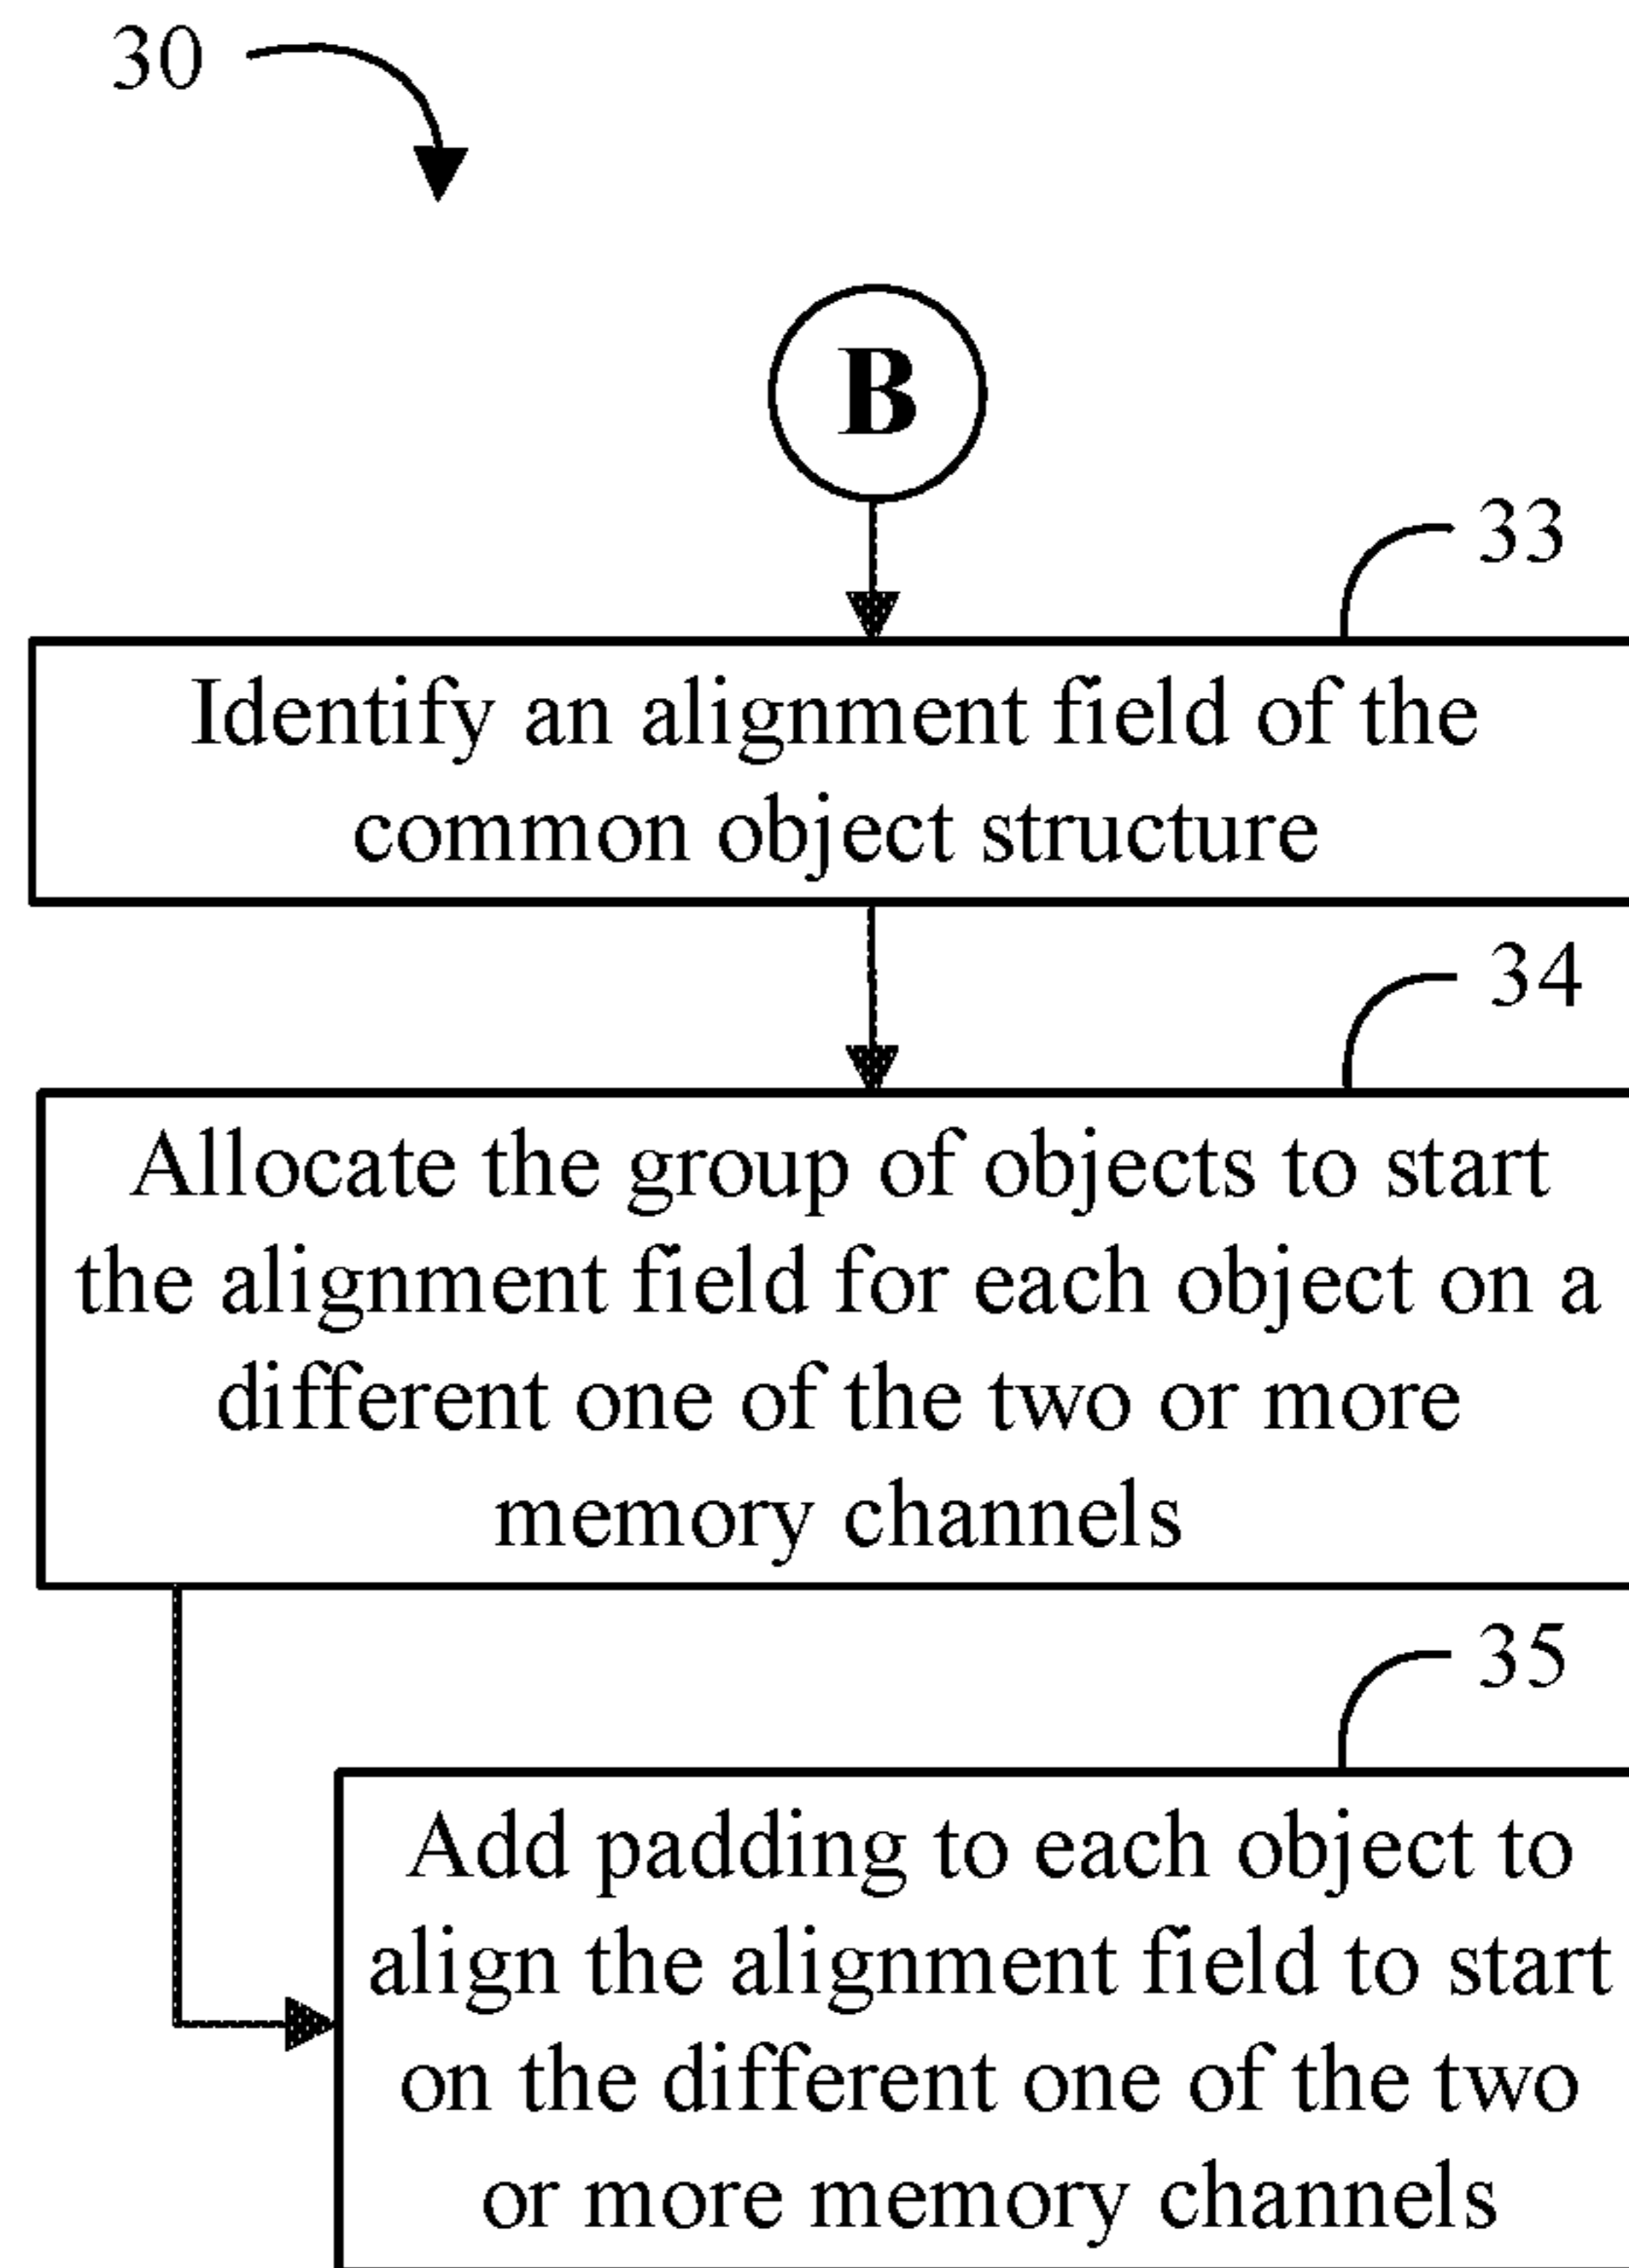 30
B
33
Identify an alignment field of the
common object structure
34
Allocate the group of objects to start
the alignment field for each object on a
different one of the two or more
memory channels
35
Add padding to each object to
align the alignment field to start
on the different one of the two
or more memory channels